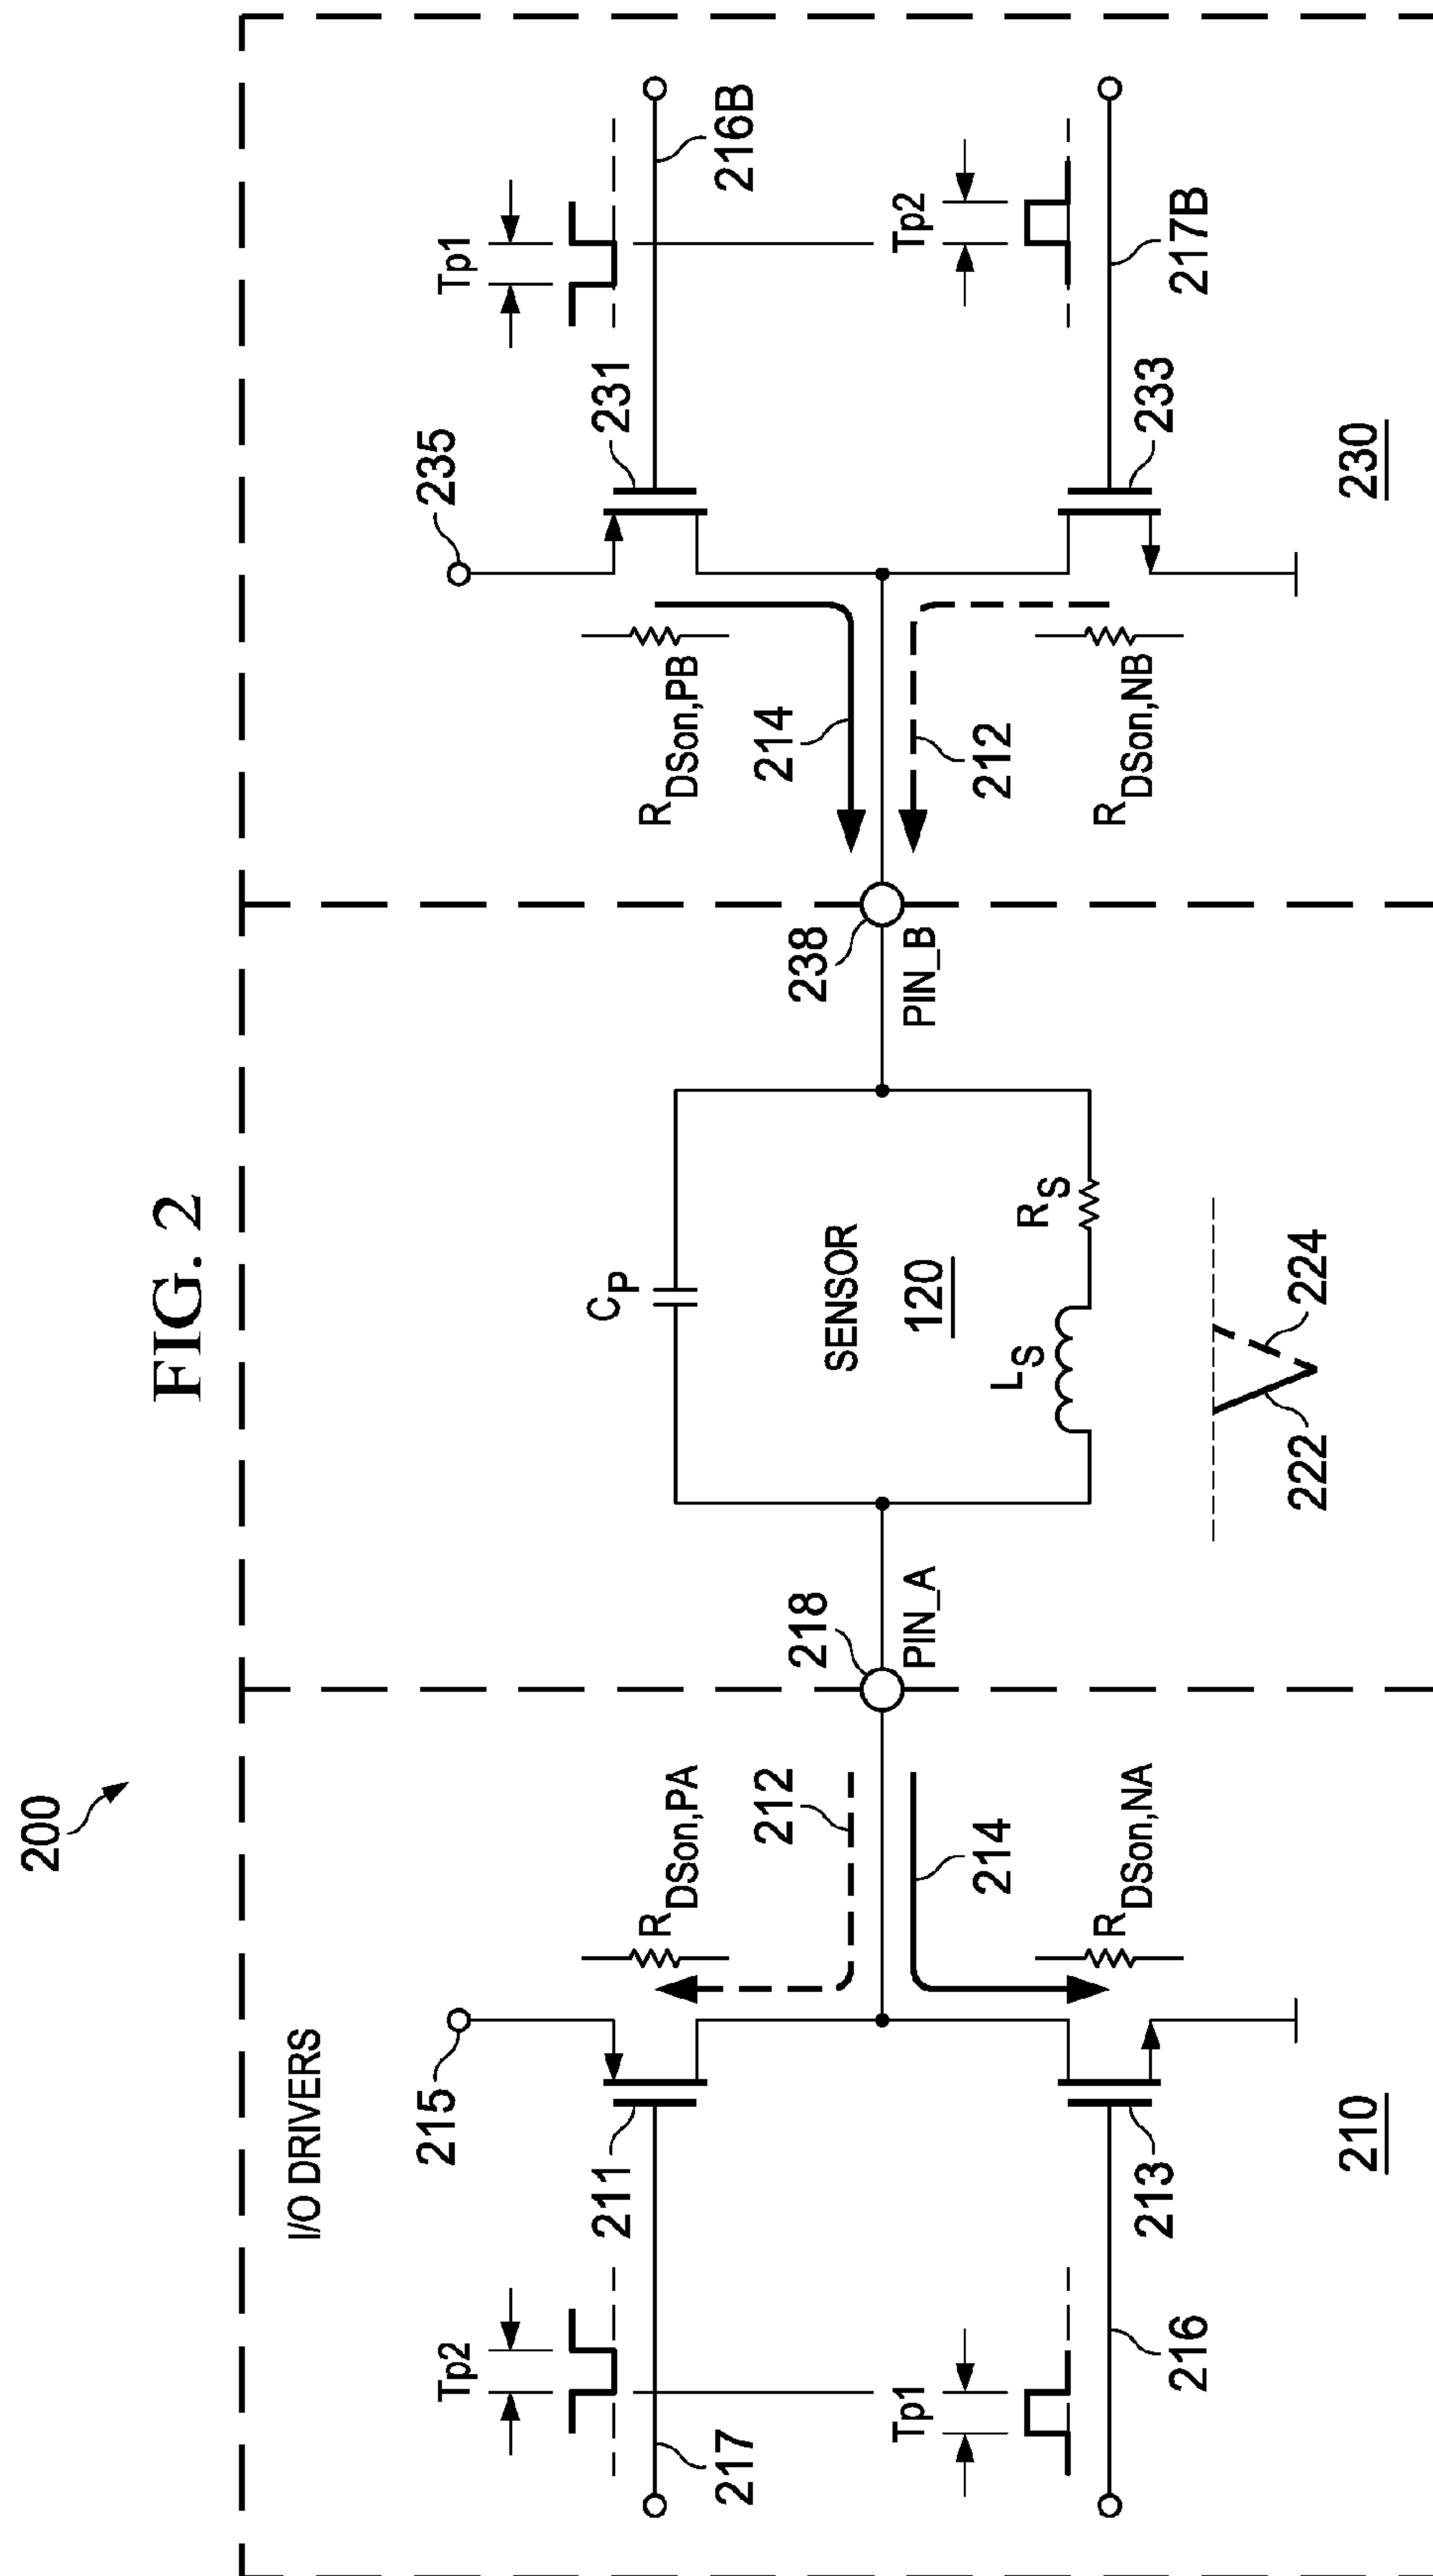 FIG. 2
200
I/O DRIVERS
215
235
Tp2
Tp1
211
R_DSon,PA
R_DSon,PB
231
217
216B
212
218
C_P
238
214
PIN_A
SENSOR
120
PIN_B
Tp1
Tp2
214
212
L_S
R_S
213
R_DSon,NA
R_DSon,NB
233
216
217B
222
224
210
230